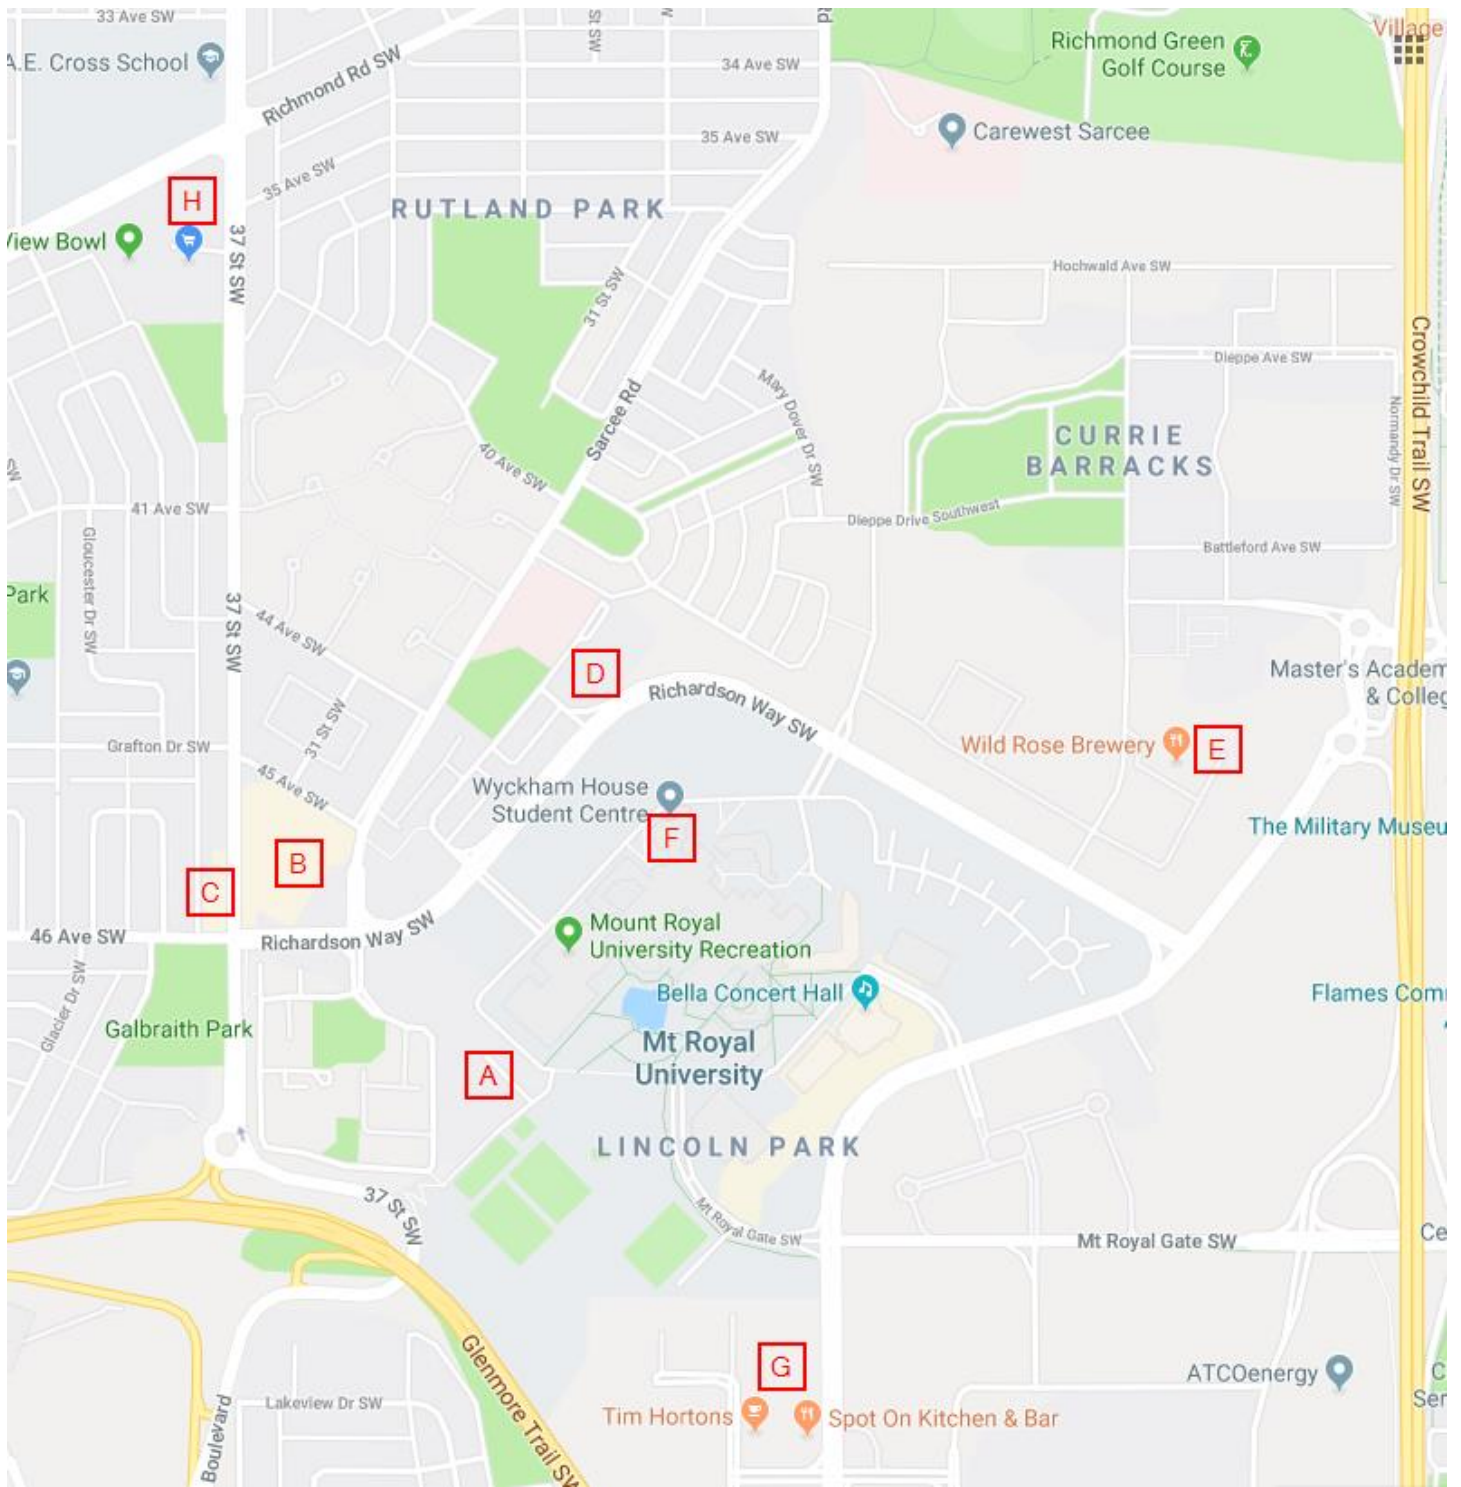 33 Ave SW
St SW
Village
A.E. Cross School
Richmond Rd SW
34 Ave SW
Richmond Green
Golf Course
35 Ave SW
Carewest Sarcee
35 Ave SW
H
RUTLAND PARK
View Bowl
37 St SW
Hochwald Ave SW
31 St SW
Crowchild Trail SW
Dieppe Ave SW
Mary Dover Dr SW
Normandy Dr SW
Sarcee Rd
CURRIE
BARRACKS
40 Ave SW
SW
41 Ave SW
Dieppe Drive Southwest
Gloucester Dr SW
Battleford Ave SW
Park
37 St SW
44 Ave SW
D
Master's Academ
& Colleg
Richardson Way SW
31 St SW
Grafton Dr SW
Wild Rose Brewery
E
45 Ave SW
Wyckham House
Student Centre
F
The Military Museu
B
C
46 Ave SW
Richardson Way SW
Mount Royal
University Recreation
Glacier Dr SW
Bella Concert Hall
Flames Com
Galbraith Park
Mt Royal
University
A
LINCOLN PARK
37 St SW
Mt Royal Gate SW
Mt Royal Gate SW
Ce
G
ATCOenergy
C
Ser
Glenmore Trail SW
Lakeview Dr SW
Tim Hortons
Spot On Kitchen & Bar
Boulevard